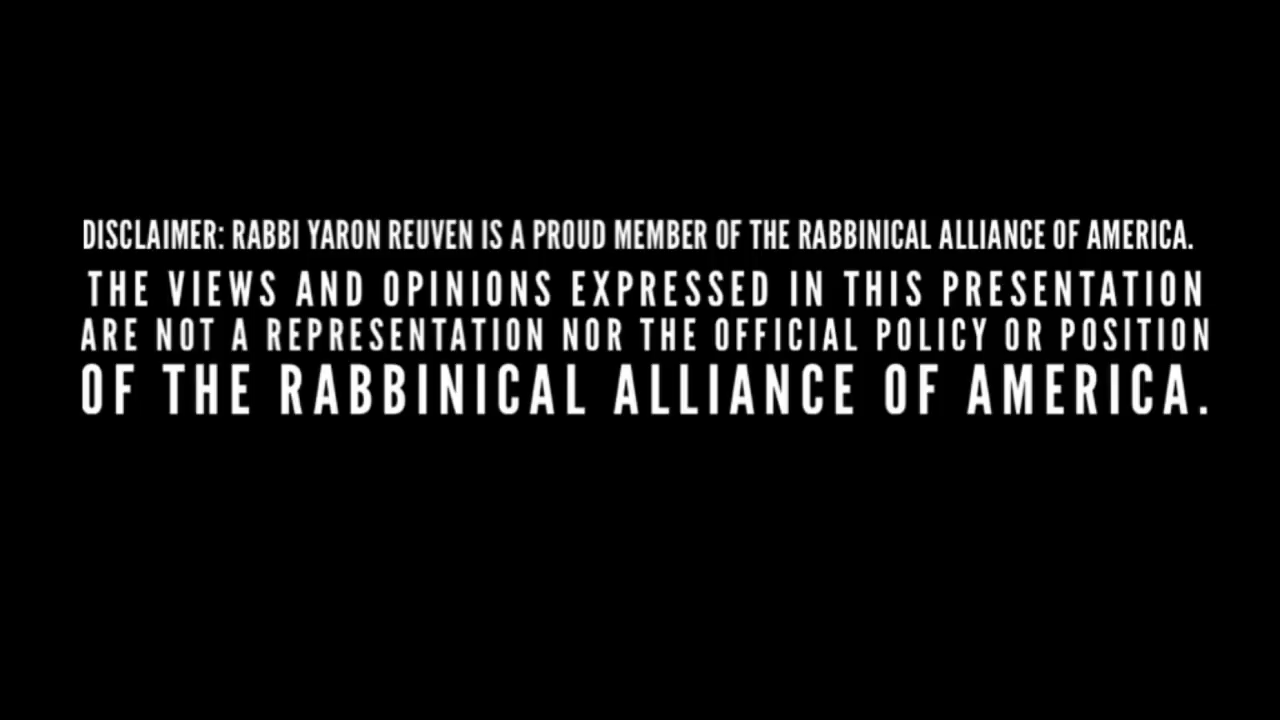 DISCLAIMER: RABBI YARON REUVEN IS A PROUD MEMBER OF THE RABBINICAL ALLIANCE OF AMERICA.
THE VIEWS AND OPINIONS EXPRESSED IN THIS PRESENTATION
ARE NOT A REPRESENTATION NOR THE OFFICIAL POLICY OR POSITION
OF THE RABBINICAL ALLIANCE OF AMERICA.